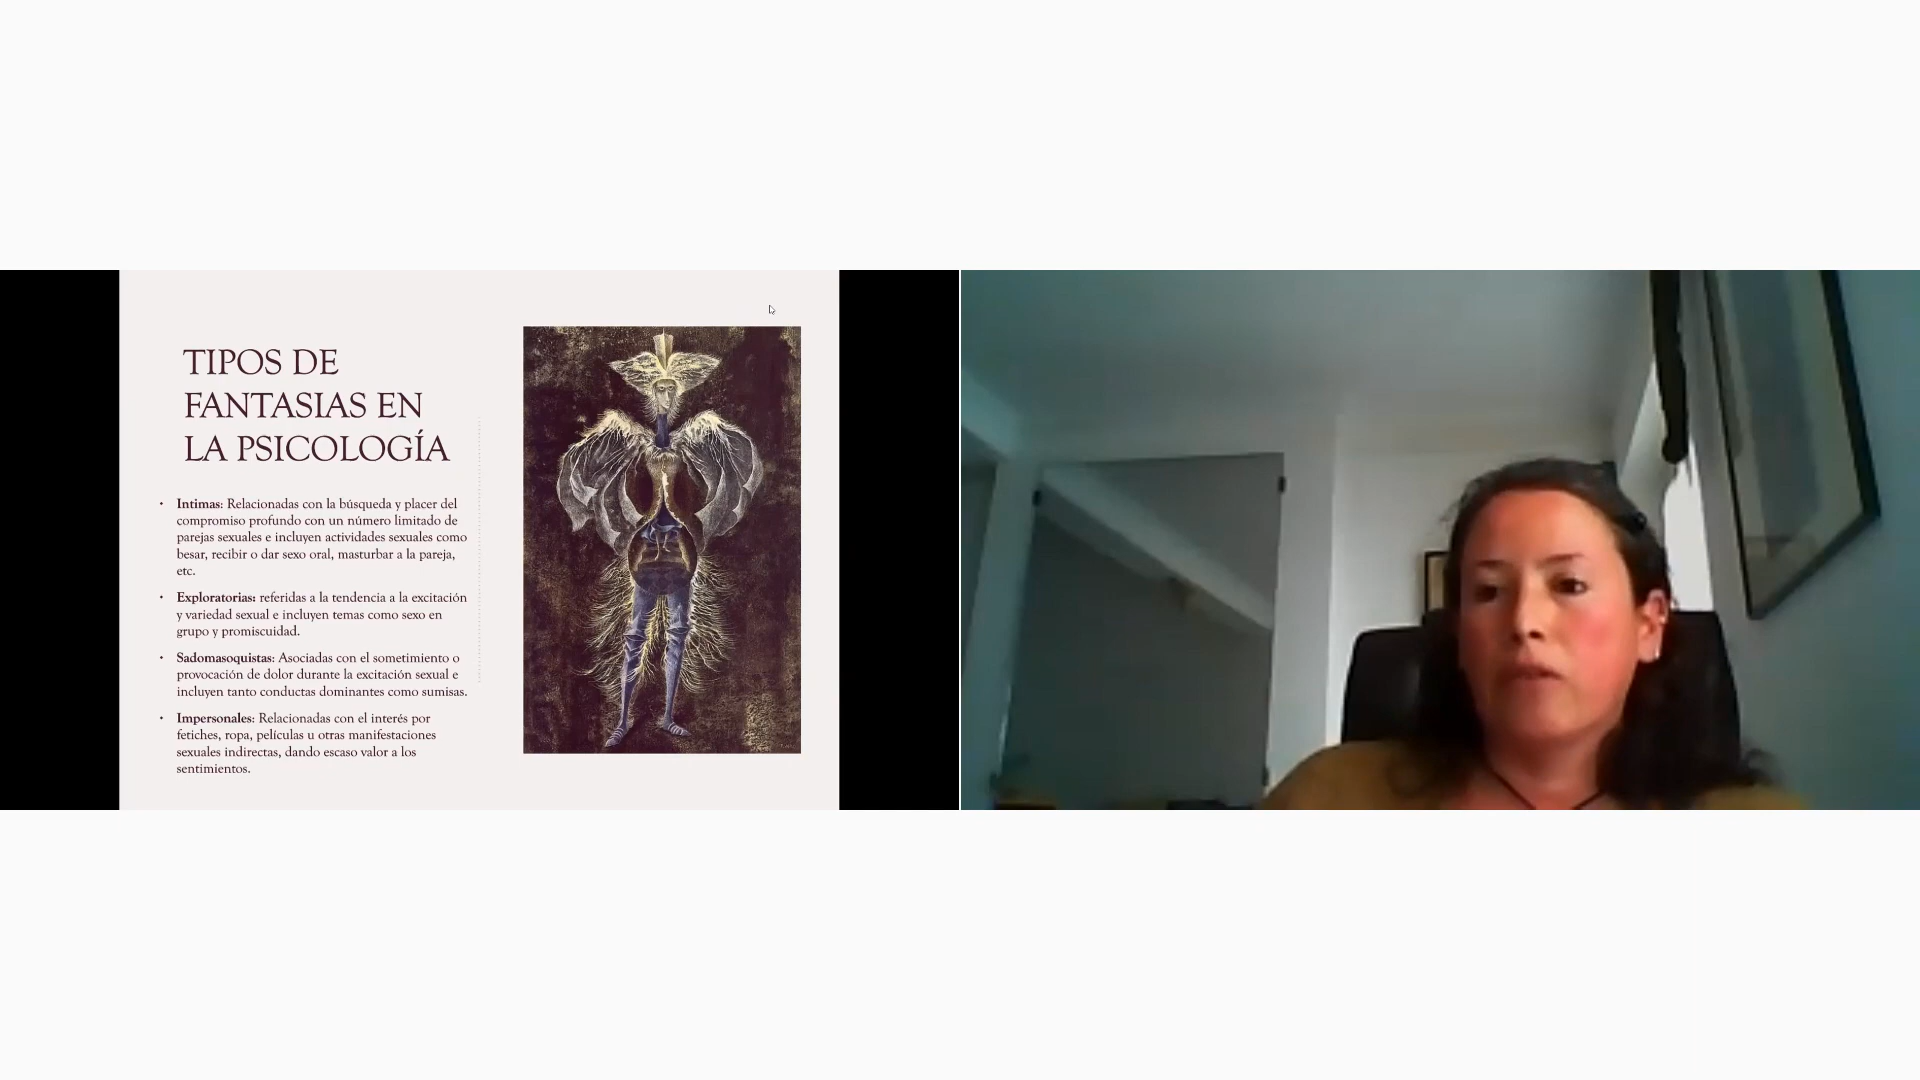 TIPOS DE
FANTASIAS EN
LA PSICOLOGÍA
• Intimas: Relacionadas con la búsqueda y placer del
compromiso profundo con un número limitado de
parejas sexuales e incluyen actividades sexuales como
besar, recibir o dar sexo oral, masturbar a la pareja,
etc.
• Exploratorias: referidas a la tendencia a la excitación
y variedad sexual e incluyen temas como sexo en
grupo y promiscuidad.
• Sadomasoquistas: Asociadas con el sometimiento o
provocación de dolor durante la excitación sexual e
incluyen tanto conductas dominantes como sumisas.
• Impersonales: Relacionadas con el interés por
fetiches, ropa, películas u otras manifestaciones
sexuales indirectas, dando escaso valor a los
sentimientos.